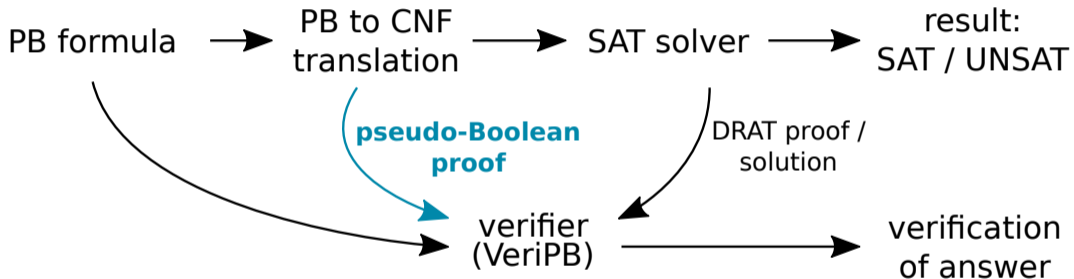 PB formula
PB to CNF
translation
SAT solver
result:
SAT / UNSAT
pseudo-Boolean
proof
DRAT proof /
solution
verifier
(VeriPB)
verification
of answer